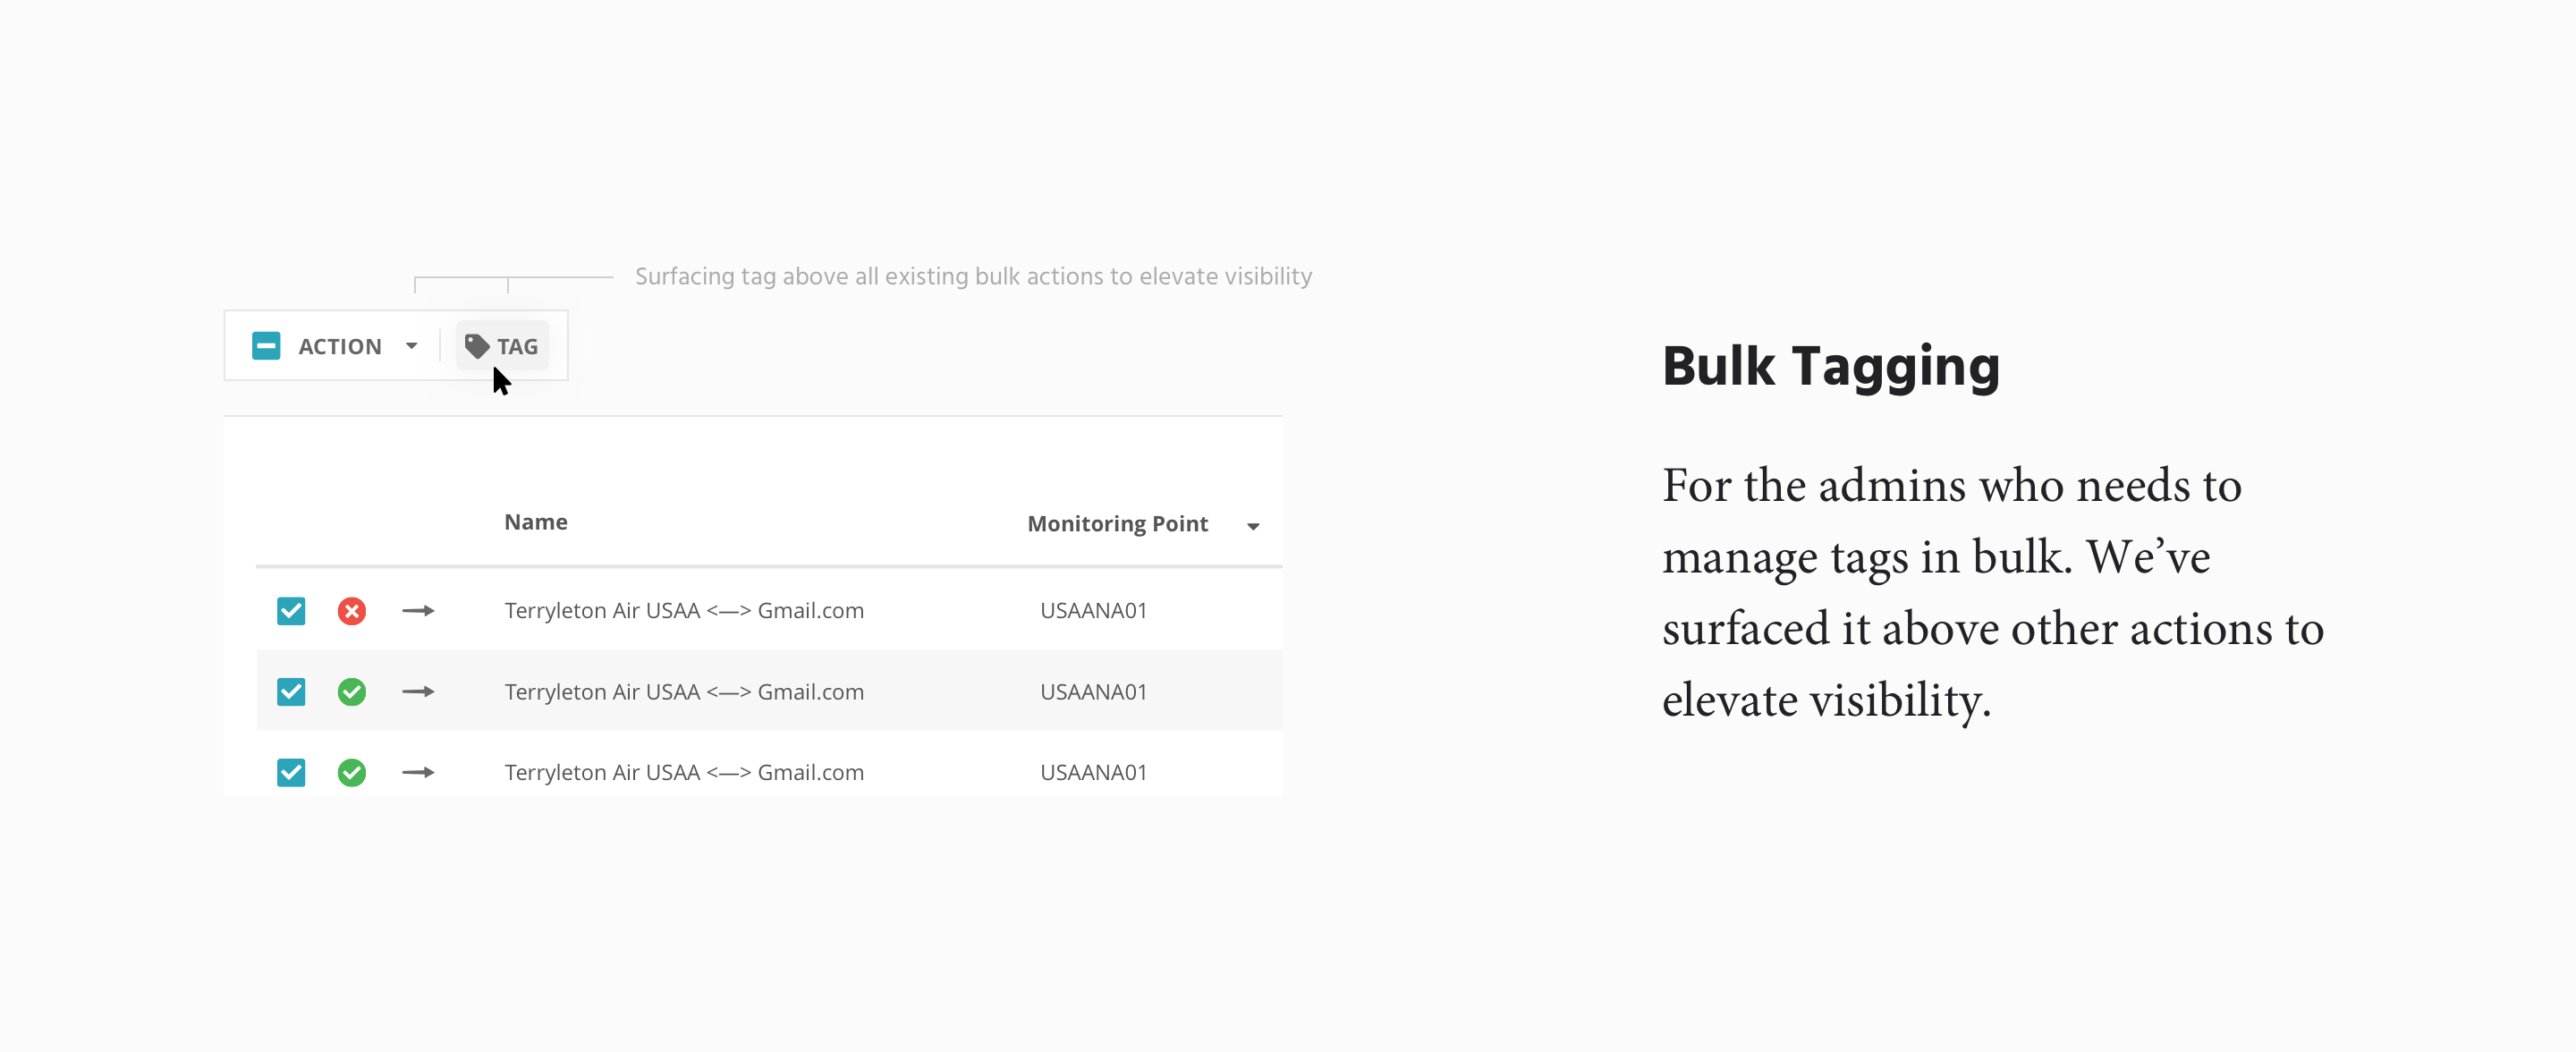 Surfacing tag above all existing bulk actions to elevate visibility
ACTION
TAG
Name
Monitoring Point
Terryleton Air USAA <—> Gmail.com
USAANA01
Terryleton Air USAA <—> Gmail.com
USAANA01
Terryleton Air USAA <—> Gmail.com
USAANA01
Bulk Tagging
For the admins who needs to
manage tags in bulk. We’ve
surfaced it above other actions to
elevate visibility.